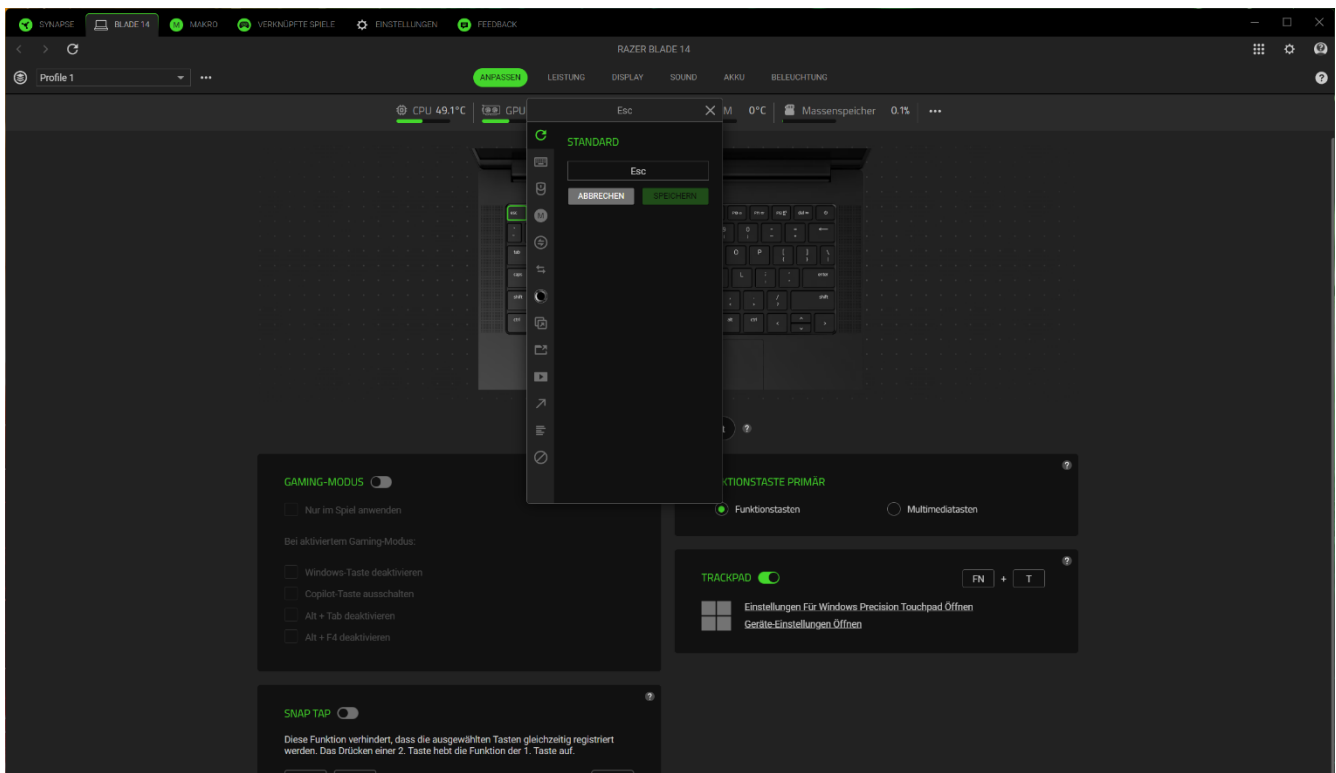 SYNAPSE BLADE 14 MAKRO VERKNÜPFTE SPIELE EINSTELLUNGEN FEEDBACK
RAZER BLADE 14
Profile 1 ANPASSEN LEISTUNG DISPLAY SOUND AKKU BELEUCHTUNG
CPU 49.1°C GPU M 0°C Massenspeicher 0.1%
Esc
STANDARD
Esc
ABBRECHEN SPEICHERN
GAMING-MODUS
Nur im Spiel anwenden
Bei aktiviertem Gaming-Modus:
Windows-Taste deaktivieren
Copilot-Taste ausschalten
Alt + Tab deaktivieren
Alt + F4 deaktivieren
KTIONSTASTE PRIMÄR
Funktionstasten Multimediatasten
TRACKPAD FN + T
Einstellungen Für Windows Precision Touchpad Öffnen
Geräte-Einstellungen Öffnen
SNAP TAP
Diese Funktion verhindert, dass die ausgewählten Tasten gleichzeitig registriert
werden. Das Drücken einer 2. Taste hebt die Funktion der 1. Taste auf.